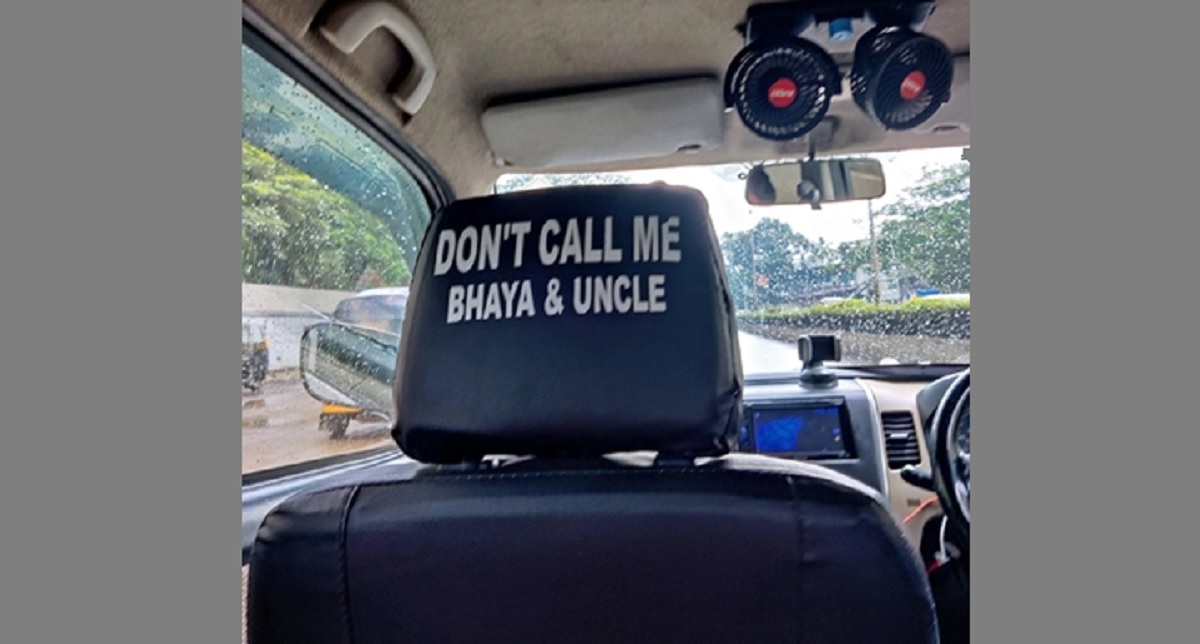 DON'T CALL ME
BHAYA & UNCLE